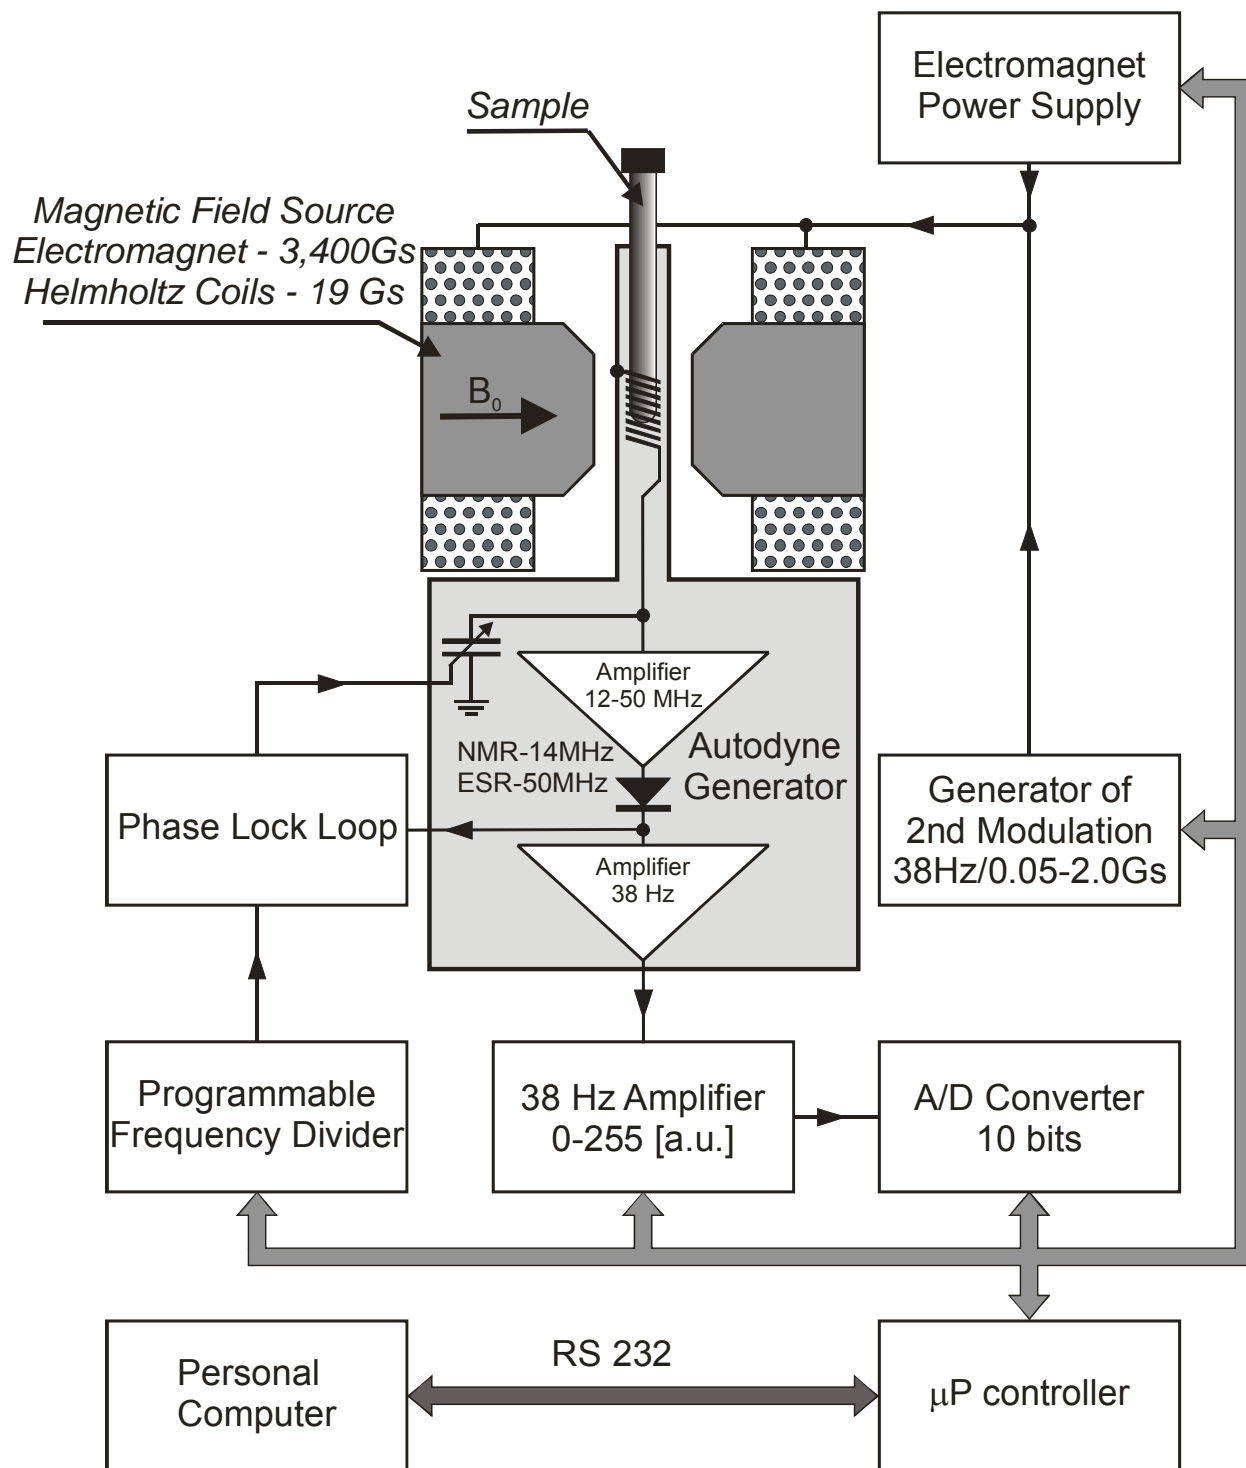 Electromagnet
Power Supply
Sample
Magnetic Field Source
Electromagnet - 3,400Gs
Helmholtz Coils - 19 Gs
B0
Amplifier
12-50 MHz
NMR-14MHz
ESR-50MHz
Autodyne
Generator
Phase Lock Loop
Generator of
2nd Modulation
38Hz/0.05-2.0Gs
Amplifier
38 Hz
Programmable
Frequency Divider
38 Hz Amplifier
0-255 [a.u.]
A/D Converter
10 bits
Personal
Computer
RS 232
μP controller